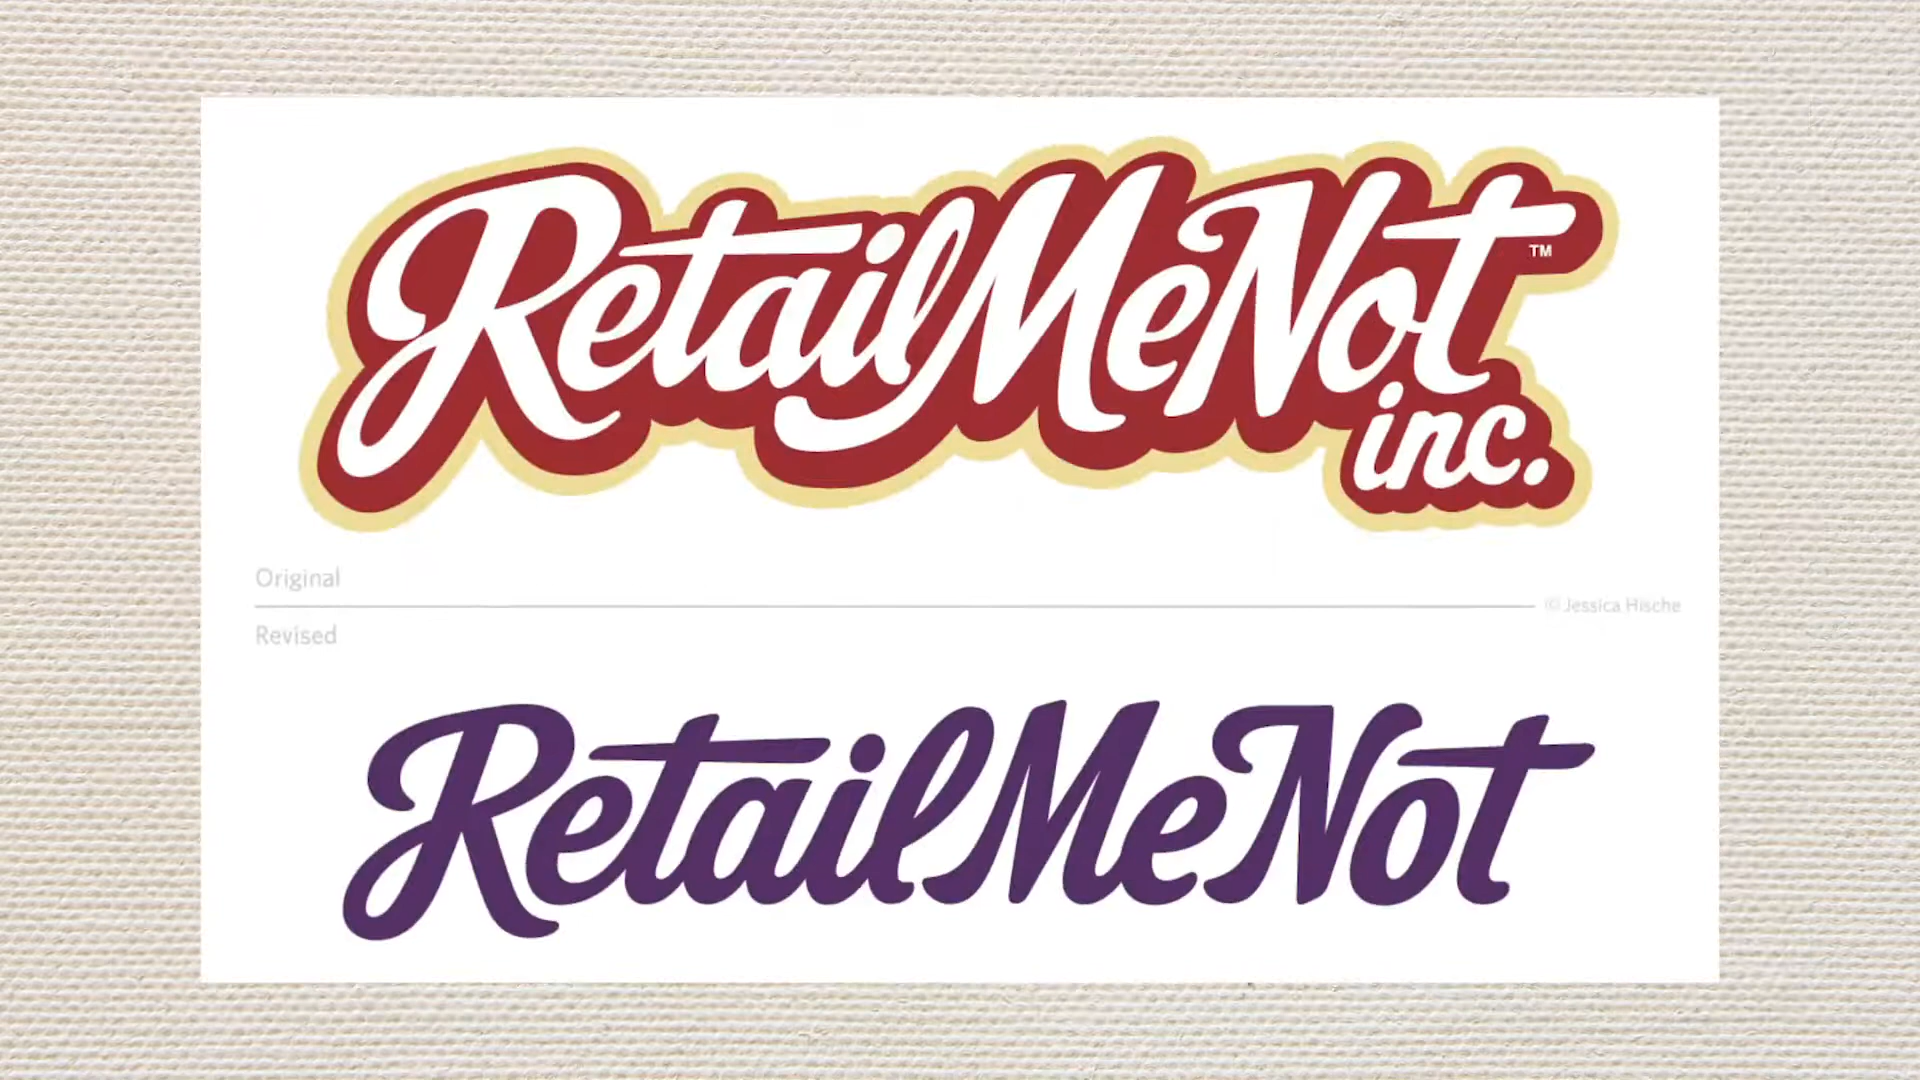 RetailMeNot
™
inc.
Original
© Jessica Hische
Revised
RetailMeNot